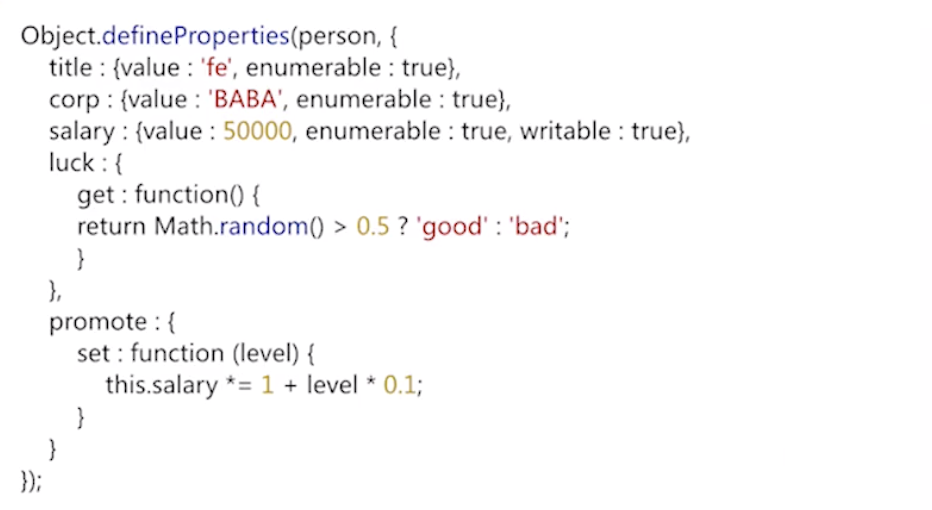 Object.defineProperties(person, {
title : {value : 'fe', enumerable : true},
corp : {value : 'BABA', enumerable : true},
salary : {value : 50000, enumerable : true, writable : true},
luck : {
get : function() {
return Math.random() > 0.5 ? 'good' : 'bad';
}
},
promote : {
set : function (level) {
this.salary *= 1 + level * 0.1;
}
}
});